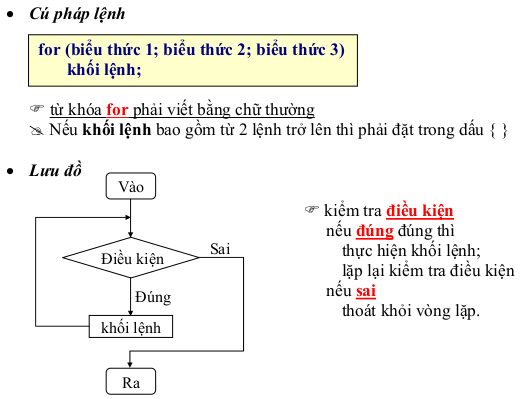 • Cú pháp lệnh
for (biểu thức 1; biểu thức 2; biểu thức 3)
khối lệnh;
☞ từ khóa for phải viết bằng chữ thường
✎ Nếu khối lệnh bao gồm từ 2 lệnh trở lên thì phải đặt trong dấu { }
• Lưu đồ
Vào
Điều kiện
Sai
Đúng
khối lệnh
Ra
☞ kiểm tra điều kiện
nếu đúng đúng thì
thực hiện khối lệnh;
lặp lại kiểm tra điều kiện
nếu sai
thoát khỏi vòng lặp.